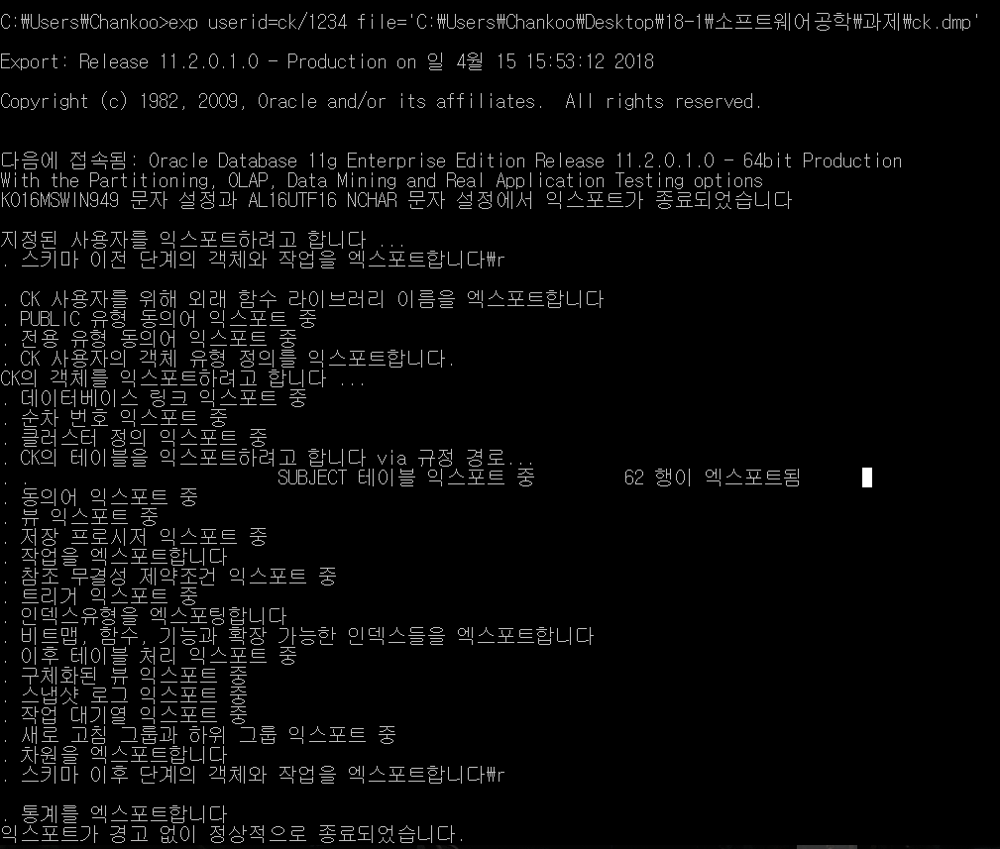 C:\Users\Chankoo>exp userid=ck/1234 file='C:\Users\Chankoo\Desktop\18-1\소프트웨어공학\과제\ck.dmp'
Export: Release 11.2.0.1.0 - Production on 일 4월 15 15:53:12 2018
Copyright (c) 1982, 2009, Oracle and/or its affiliates.  All rights reserved.
다음에 접속됨: Oracle Database 11g Enterprise Edition Release 11.2.0.1.0 - 64bit Production
With the Partitioning, OLAP, Data Mining and Real Application Testing options
KO16MSWIN949 문자 설정과 AL16UTF16 NCHAR 문자 설정에서 익스포트가 종료되었습니다
지정된 사용자를 익스포트하려고 합니다 ...
. 스키마 이전 단계의 객체와 작업을 엑스포트합니다\r
. CK 사용자를 위해 외래 함수 라이브러리 이름을 엑스포트합니다
. PUBLIC 유형 동의어 익스포트 중
. 전용 유형 동의어 익스포트 중
. CK 사용자의 객체 유형 정의를 익스포트합니다.
CK의 객체를 익스포트하려고 합니다 ...
. 데이터베이스 링크 익스포트 중
. 순차 번호 익스포트 중
. 클러스터 정의 익스포트 중
. CK의 테이블을 익스포트하려고 합니다 via 규정 경로...
. . SUBJECT 테이블 익스포트 중 62 행이 엑스포트됨
. 동의어 익스포트 중
. 뷰 익스포트 중
. 저장 프로시저 익스포트 중
. 작업을 엑스포트합니다
. 참조 무결성 제약조건 익스포트 중
. 트리거 익스포트 중
. 인덱스유형을 엑스포팅합니다
. 비트맵, 함수, 기능과 확장 가능한 인덱스들을 엑스포트합니다
. 이후 테이블 처리 익스포트 중
. 구체화된 뷰 익스포트 중
. 스냅샷 로그 익스포트 중
. 작업 대기열 익스포트 중
. 새로 고침 그룹과 하위 그룹 익스포트 중
. 차원을 엑스포트합니다
. 스키마 이후 단계의 객체와 작업을 엑스포트합니다\r
. 통계를 엑스포트합니다
익스포트가 경고 없이 정상적으로 종료되었습니다.